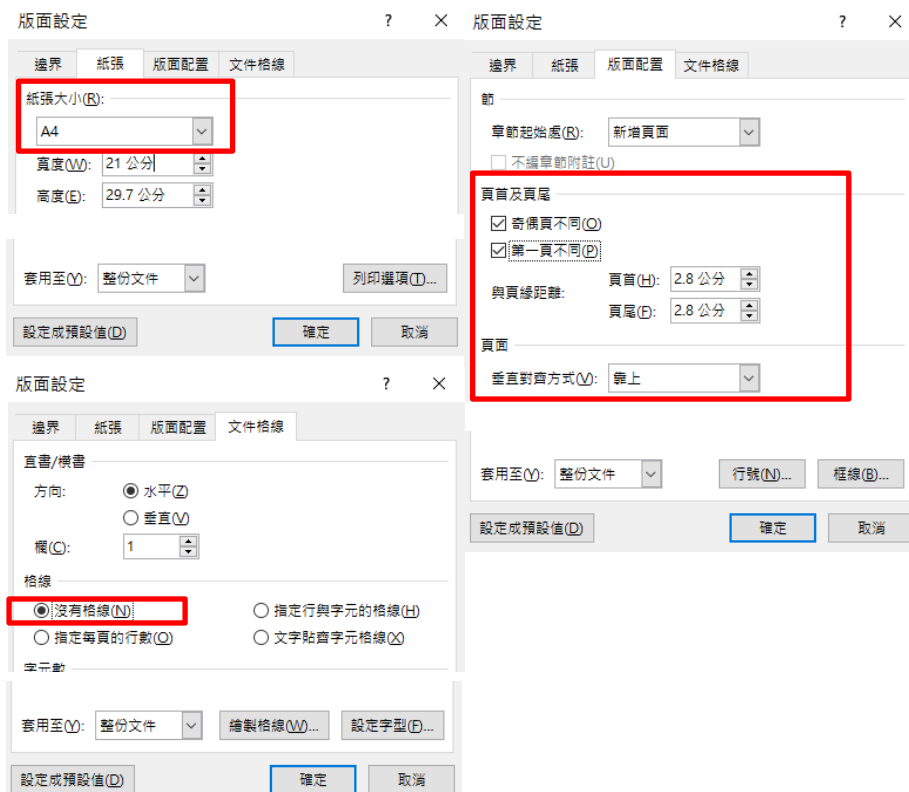 版面設定 ? ×
邊界 紙張 版面配置 文件格線
紙張大小(R):
A4
寬度(W): 21 公分
高度(E): 29.7 公分
套用至(Y): 整份文件 列印選項(T)...
設定成預設值(D) 確定 取消
版面設定 ? ×
邊界 紙張 版面配置 文件格線
節
章節起始處(R): 新增頁面
不編章節附註(U)
頁首及頁尾
奇偶頁不同(O)
第一頁不同(P)
與頁緣距離:
頁首(H): 2.8 公分
頁尾(F): 2.8 公分
頁面
垂直對齊方式(V): 靠上
套用至(Y): 整份文件 行號(N)... 框線(B)...
設定成預設值(D) 確定 取消
版面設定 ? ×
邊界 紙張 版面配置 文件格線
直書/橫書
方向: 水平(Z)
垂直(V)
欄(C): 1
格線
沒有格線(N) 指定行與字元的格線(H)
指定每頁的行數(O) 文字貼齊字元格線(X)
字元數
套用至(Y): 整份文件 繪製格線(W)... 設定字型(F)...
設定成預設值(D) 確定 取消